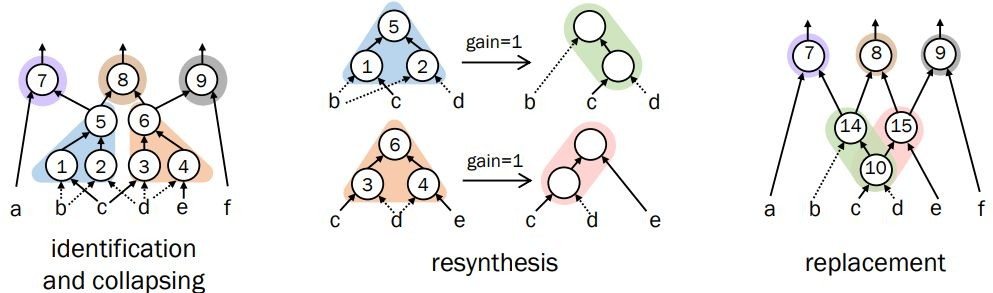 7 8 9
5 6
1 2 3 4
a b c d e f
identification
and collapsing
5
1 2
b c d
gain=1
b c d
6
3 4
c d e
gain=1
c d e
resynthesis
7 8 9
14 15
10
a b c d e f
replacement